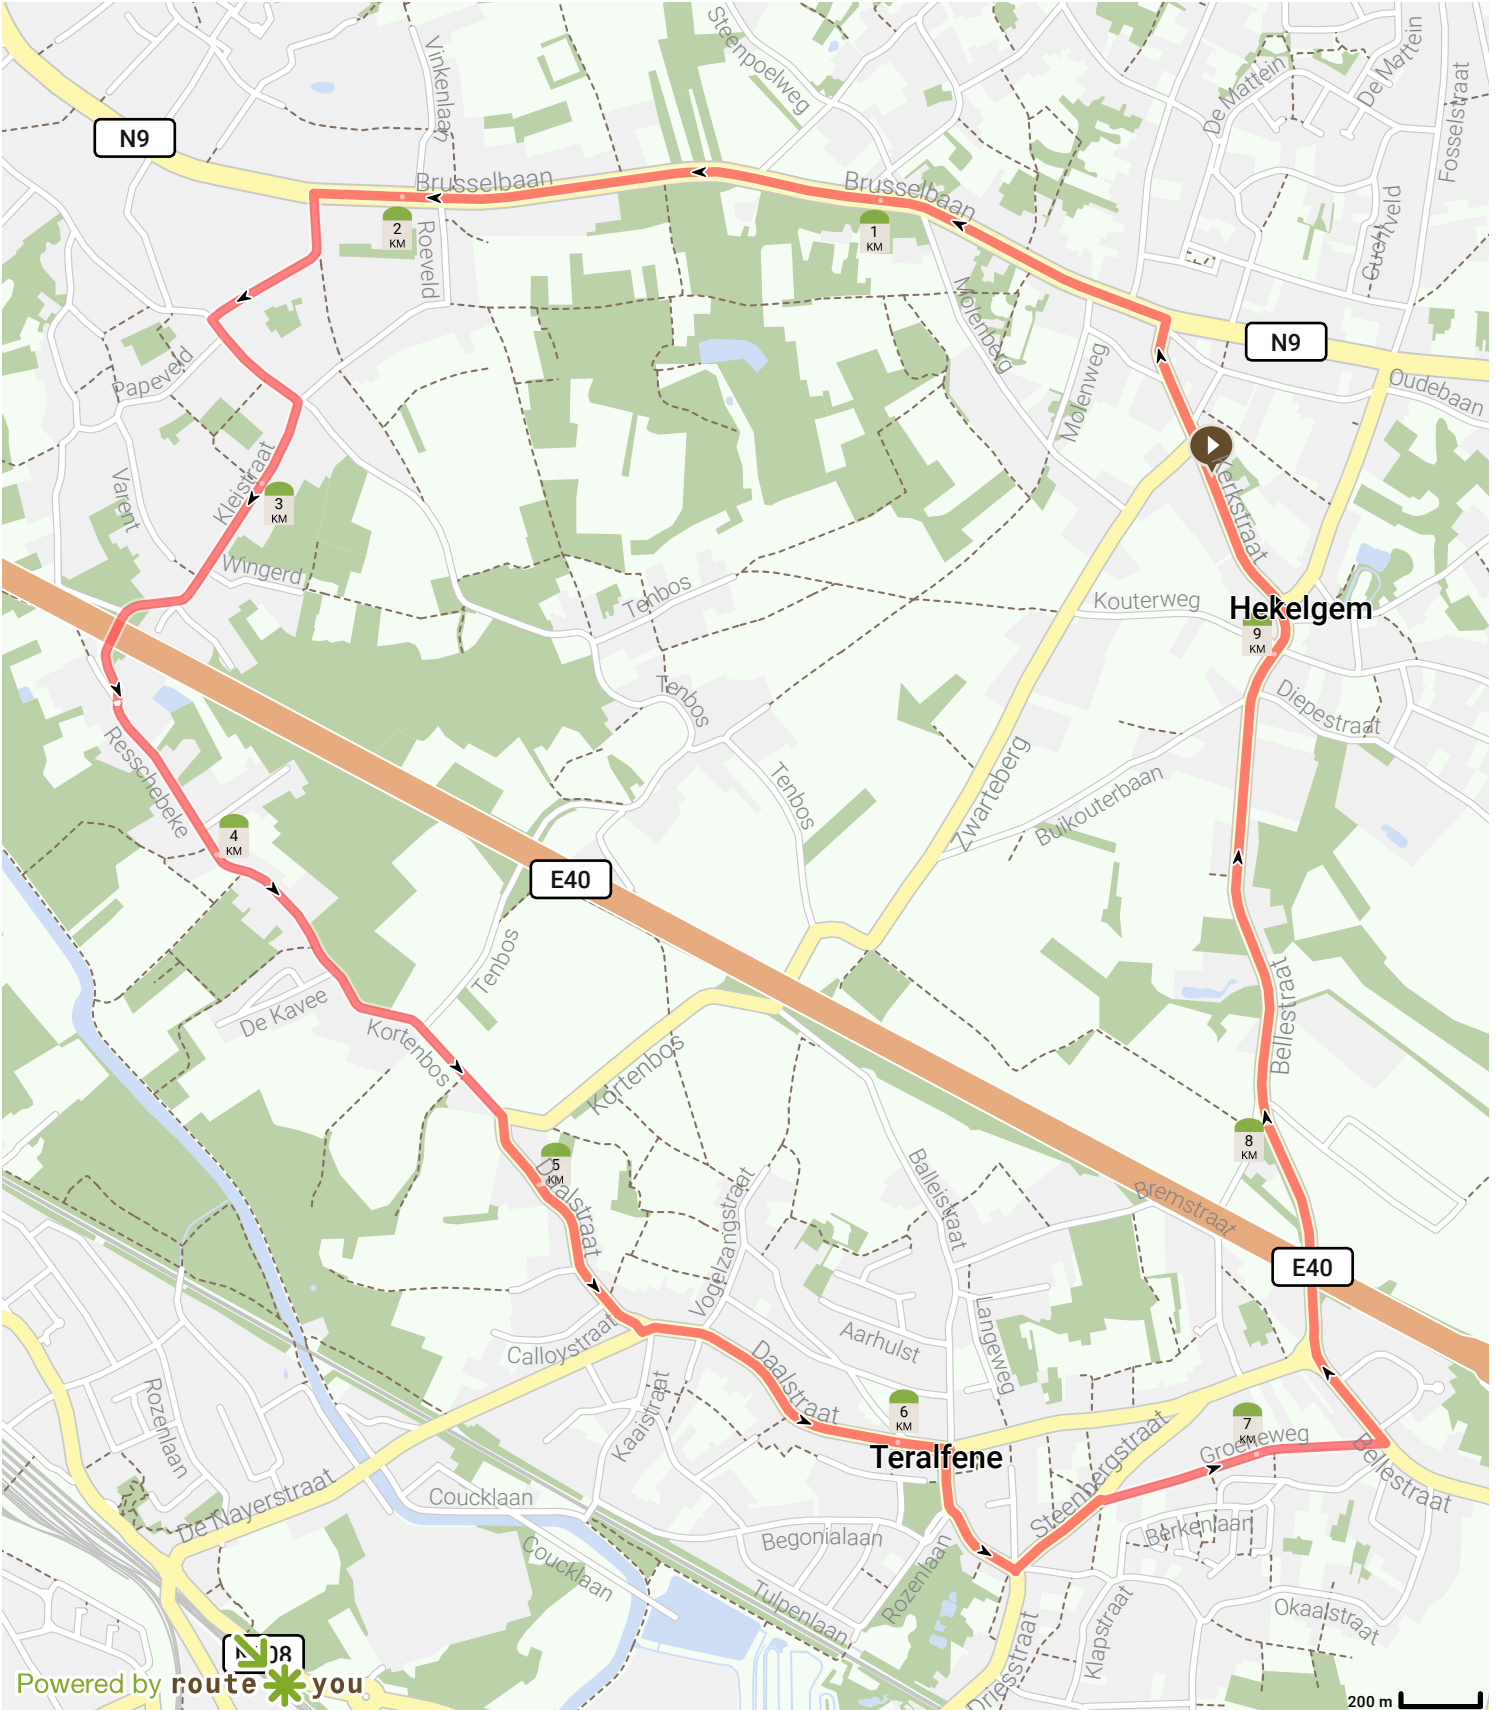 Steenpoelweg
De Mattein
De Mattein
Vinkenlaan
Fosselstraat
N9
Brusselbaan
Brusselbaan
2
KM
1
KM
Roeveld
Guchtveld
Molenberg
N9
Molenweg
Papeveld
Oudebaan
Kleistraat
Varent
3
KM
Kerkstraat
Wingerd
Tenbos
Kouterweg
Hekelgem
9
KM
Tenbos
Diepestraat
Resschebeke
Tenbos
Zwarteberg
Buikouterbaan
4
KM
E40
Tenbos
De Kavee
Bellestraat
Kortenbos
Kortenbos
8
KM
5
KM
Daalstraat
Balleistraat
Vogelzangstraat
Bremstraat
E40
Calloystraat
Aarhulst
Langeweg
Daalstraat
Rozenlaan
Kaaistraat
6
KM
7
KM
Teralfene
Groeneweg
Bellestraat
Steenbergstraat
De Nayerstraat
Coucklaan
Begonialaan
Berkenlaan
Coucklaan
Rozenlaan
Tulpenlaan
Klapstraat
Okaalstraat
Driesstraat
08
Powered by route you
200 m